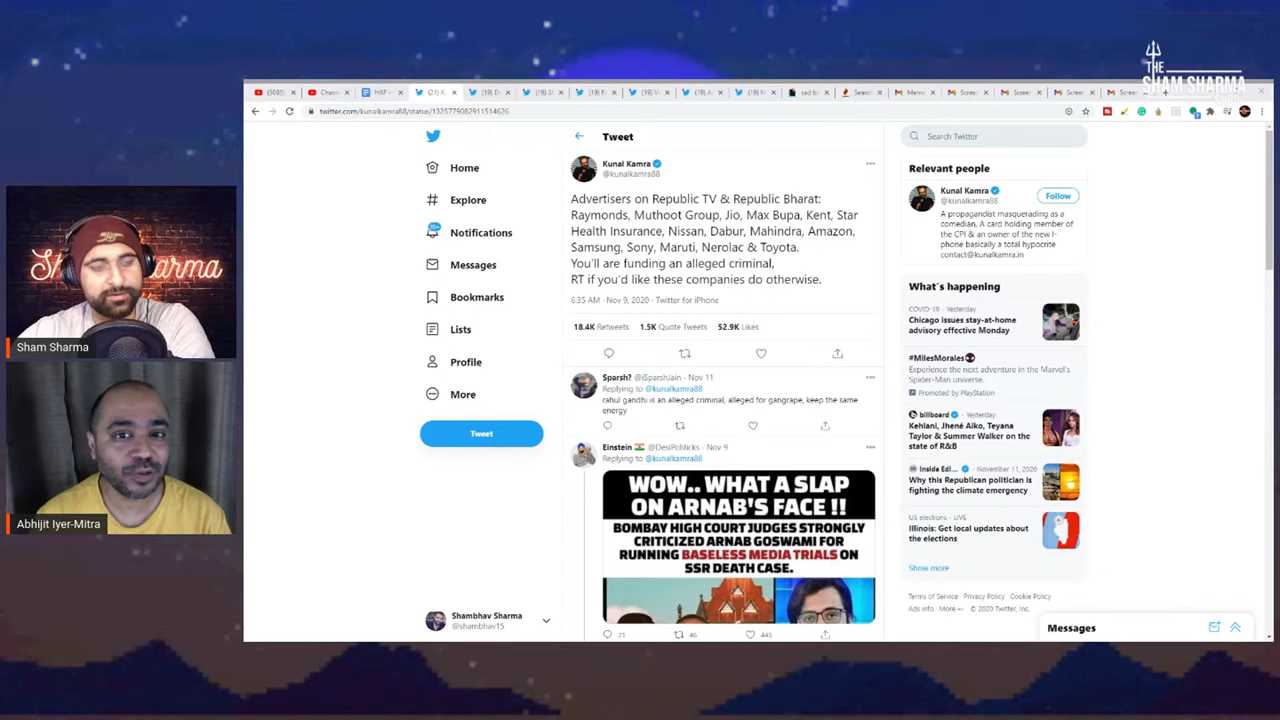 THE
SHAM SHARMA
Sham Sharma
Abhijit Iyer-Mitra
twitter.com/kunalkamra88/status/1325779082911514626
Home
Explore
20+
Notifications
Messages
Bookmarks
Lists
Profile
More
Tweet
Shambhav Sharma
@shambhav15
Tweet
Kunal Kamra
@kunalkamra88
Advertisers on Republic TV & Republic Bharat:
Raymonds, Muthoot Group, Jio, Max Bupa, Kent, Star
Health Insurance, Nissan, Dabur, Mahindra, Amazon,
Samsung, Sony, Maruti, Nerolac & Toyota.
You'll are funding an alleged criminal,
RT if you'd like these companies do otherwise.
6:35 AM · Nov 9, 2020 · Twitter for iPhone
18.4K Retweets 1.5K Quote Tweets 52.9K Likes
Sparsh? @iSparshJain · Nov 11
Replying to @kunalkamra88
rahul gandhi is an alleged criminal, alleged for gangrape, keep the same
energy
Einstein @DesiPoliticks · Nov 9
Replying to @kunalkamra88
WOW.. WHAT A SLAP
ON ARNAB'S FACE !!
BOMBAY HIGH COURT JUDGES STRONGLY
CRITICIZED ARNAB GOSWAMI FOR
RUNNING BASELESS MEDIA TRIALS ON
SSR DEATH CASE.
21 46 445
Search Twitter
Relevant people
Kunal Kamra
@kunalkamra88
Follow
A propagandist masquerading as a
comedian, A card holding member of
the CPI & an owner of the new I-
phone basically a total hypocrite
contact@kunalkamra.in
What's happening
COVID-19 · Yesterday
Chicago issues stay-at-home
advisory effective Monday
#MilesMorales
Experience the next adventure in the Marvel's
Spider-Man universe.
Promoted by PlayStation
billboard · Yesterday
Kehlani, Jhené Aiko, Teyana
Taylor & Summer Walker on the
state of R&B
Inside Edi... · November 11, 2020
Why this Republican politician is
fighting the climate emergency
US elections · LIVE
Illinois: Get local updates about
the elections
Show more
Terms of Service Privacy Policy Cookie Policy
Ads info More © 2020 Twitter, Inc.
Messages